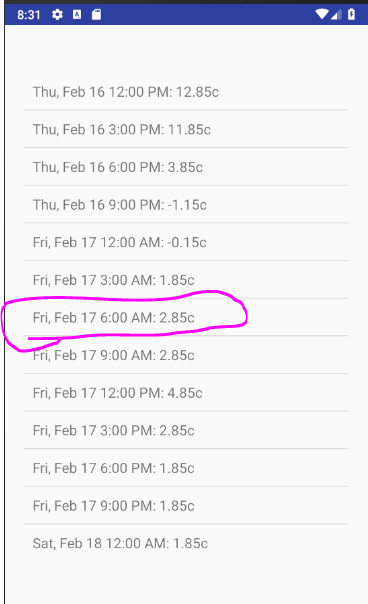 8:31
Thu, Feb 16 12:00 PM: 12.85c
Thu, Feb 16 3:00 PM: 11.85c
Thu, Feb 16 6:00 PM: 3.85c
Thu, Feb 16 9:00 PM: -1.15c
Fri, Feb 17 12:00 AM: -0.15c
Fri, Feb 17 3:00 AM: 1.85c
Fri, Feb 17 6:00 AM: 2.85c
Fri, Feb 17 9:00 AM: 2.85c
Fri, Feb 17 12:00 PM: 4.85c
Fri, Feb 17 3:00 PM: 2.85c
Fri, Feb 17 6:00 PM: 1.85c
Fri, Feb 17 9:00 PM: 1.85c
Sat, Feb 18 12:00 AM: 1.85c